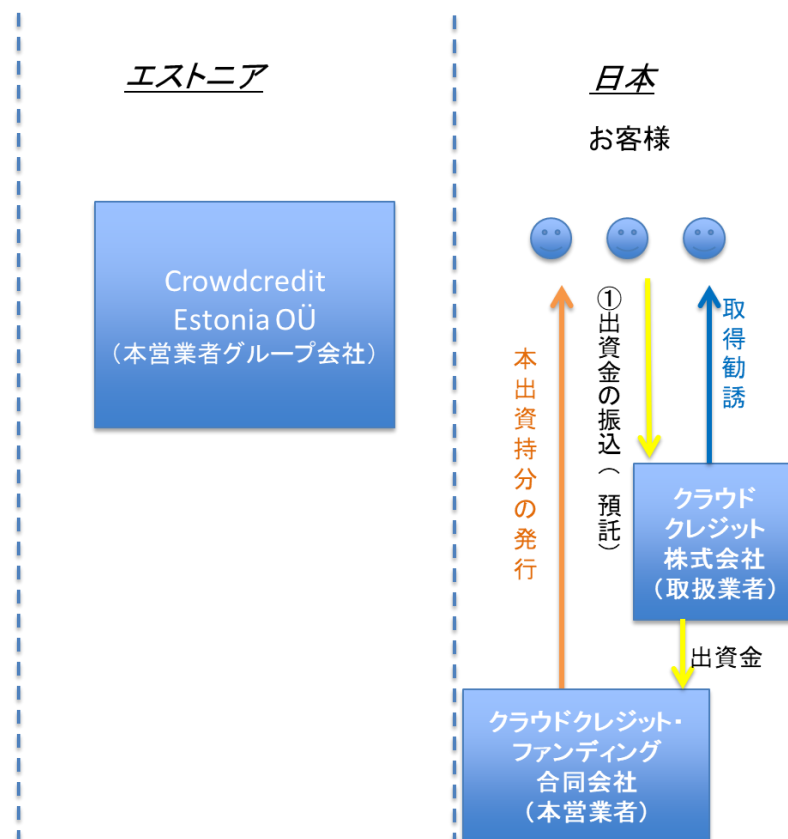 エストニア
日本
お客様
Crowdcredit
Estonia OÜ
（本営業者グループ会社）
本出資持分の発行
①出資金の振込（預託）
取得勧誘
クラウド
クレジット
株式会社
（取扱業者）
出資金
クラウドクレジット・
ファンディング
合同会社
（本営業者）